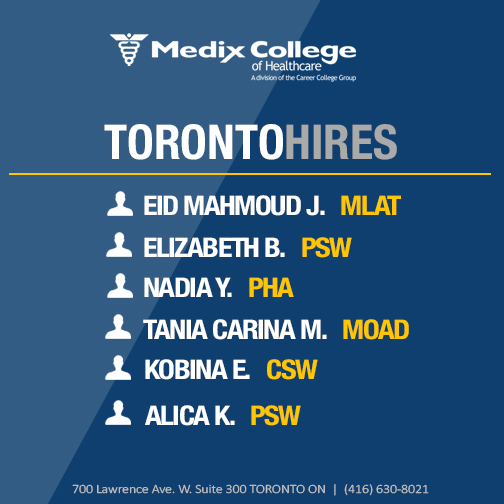 Medix College
of Healthcare
A division of the Career College Group
TORONTOHIRES
EID MAHMOUD J. MLAT
ELIZABETH B. PSW
NADIA Y. PHA
TANIA CARINA M. MOAD
KOBINA E. CSW
ALICA K. PSW
700 Lawrence Ave. W. Suite 300 TORONTO ON | (416) 630-8021